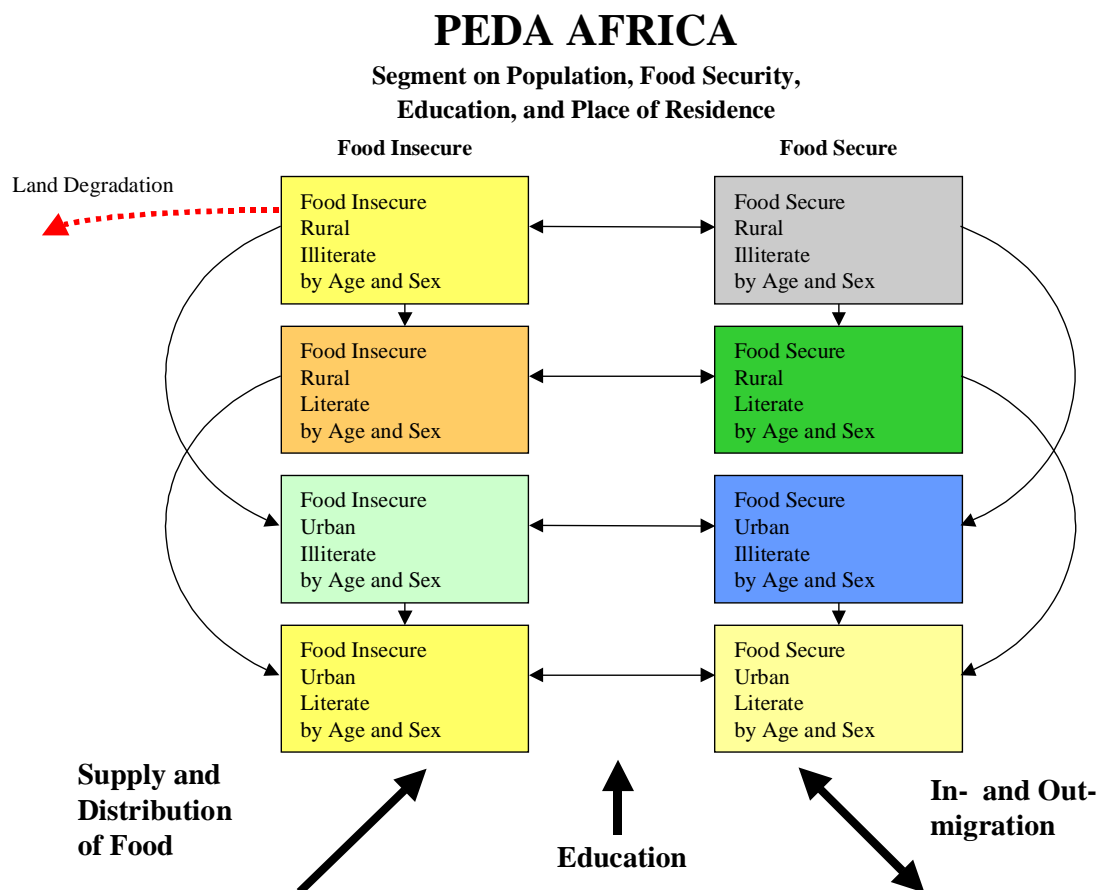 PEDA AFRICA
Segment on Population, Food Security,
Education, and Place of Residence
Food Insecure
Food Secure
Land Degradation
Food Insecure
Rural
Illiterate
by Age and Sex
Food Secure
Rural
Illiterate
by Age and Sex
Food Insecure
Rural
Literate
by Age and Sex
Food Secure
Rural
Literate
by Age and Sex
Food Insecure
Urban
Illiterate
by Age and Sex
Food Secure
Urban
Illiterate
by Age and Sex
Food Insecure
Urban
Literate
by Age and Sex
Food Secure
Urban
Literate
by Age and Sex
Supply and
Distribution
of Food
Education
In- and Out-
migration